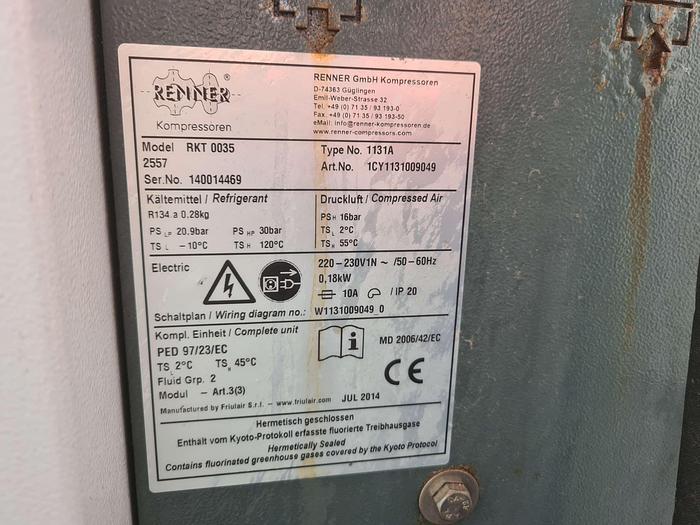 RENNER®
Kompressoren
RENNER GmbH Kompressoren
D-74363 Güglingen
Emil-Weber-Strasse 32
Tel. +49 (0) 71 35 / 93 193-0
Fax. +49 (0) 71 35 / 93 193-50
eMail: info@renner-kompressoren.de
www.renner-compressors.com
Model RKT 0035
2557
Ser.No. 140014469
Type No. 1131A
Art.No. 1CY1131009049
Kältemittel / Refrigerant
R134.a 0.28kg
PS LP 20.9bar PS HP 30bar
TS L -10°C TS H 120°C
Druckluft / Compressed Air
PS H 16bar
TS L 2°C
TS H 55°C
Electric
220-230V1N ~ /50-60Hz
0,18kW
10A / IP 20
Schaltplan / Wiring diagram no.: W1131009049_0
Kompl. Einheit / Complete unit
PED 97/23/EC
TS L 2°C TS H 45°C
Fluid Grp. 2
Modul - Art.3(3)
i
MD 2006/42/EC
CE
Manufactured by Friulair S.r.l. - www.friulair.com JUL 2014
Hermetisch geschlossen
Enthält vom Kyoto-Protokoll erfasste fluorierte Treibhausgase
Hermetically Sealed
Contains fluorinated greenhouse gases covered by the Kyoto Protocol